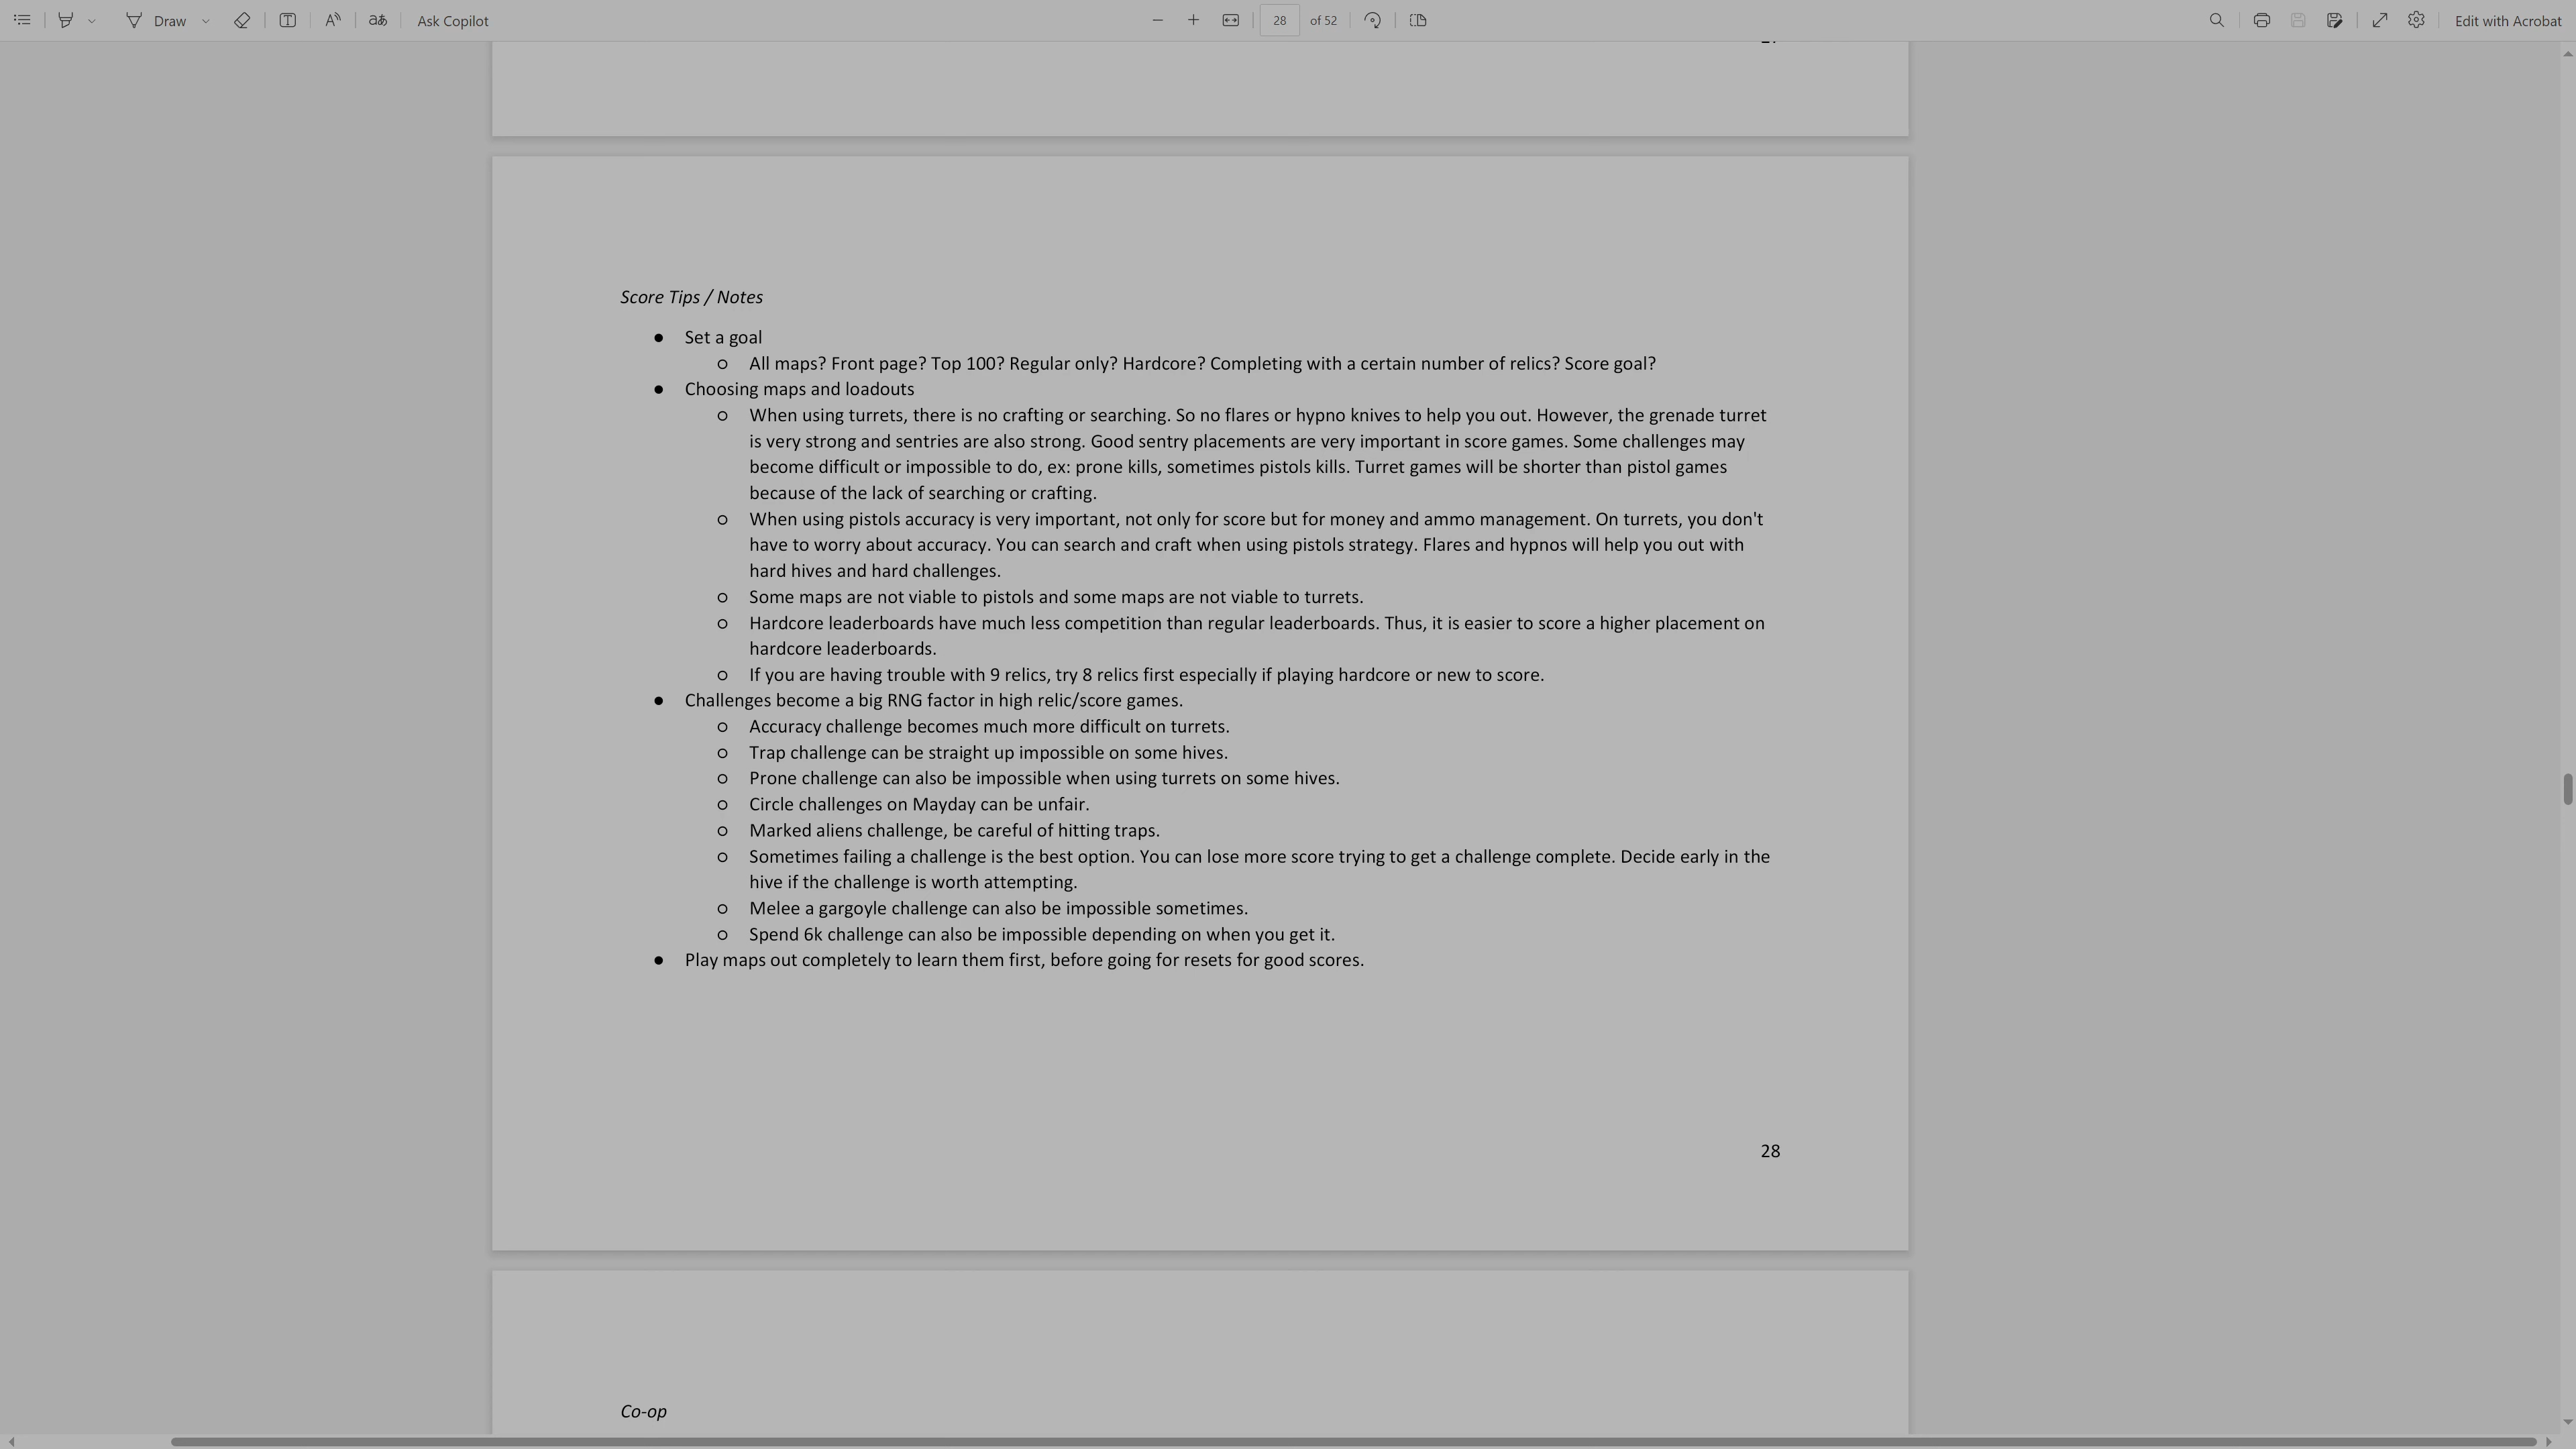 Draw
Ask Copilot
28
of 52
Edit with Acrobat
Score Tips / Notes
● Set a goal
○ All maps? Front page? Top 100? Regular only? Hardcore? Completing with a certain number of relics? Score goal?
● Choosing maps and loadouts
○ When using turrets, there is no crafting or searching. So no flares or hypno knives to help you out. However, the grenade turret
is very strong and sentries are also strong. Good sentry placements are very important in score games. Some challenges may
become difficult or impossible to do, ex: prone kills, sometimes pistols kills. Turret games will be shorter than pistol games
because of the lack of searching or crafting.
○ When using pistols accuracy is very important, not only for score but for money and ammo management. On turrets, you don't
have to worry about accuracy. You can search and craft when using pistols strategy. Flares and hypnos will help you out with
hard hives and hard challenges.
○ Some maps are not viable to pistols and some maps are not viable to turrets.
○ Hardcore leaderboards have much less competition than regular leaderboards. Thus, it is easier to score a higher placement on
hardcore leaderboards.
○ If you are having trouble with 9 relics, try 8 relics first especially if playing hardcore or new to score.
● Challenges become a big RNG factor in high relic/score games.
○ Accuracy challenge becomes much more difficult on turrets.
○ Trap challenge can be straight up impossible on some hives.
○ Prone challenge can also be impossible when using turrets on some hives.
○ Circle challenges on Mayday can be unfair.
○ Marked aliens challenge, be careful of hitting traps.
○ Sometimes failing a challenge is the best option. You can lose more score trying to get a challenge complete. Decide early in the
hive if the challenge is worth attempting.
○ Melee a gargoyle challenge can also be impossible sometimes.
○ Spend 6k challenge can also be impossible depending on when you get it.
● Play maps out completely to learn them first, before going for resets for good scores.
28
Co-op